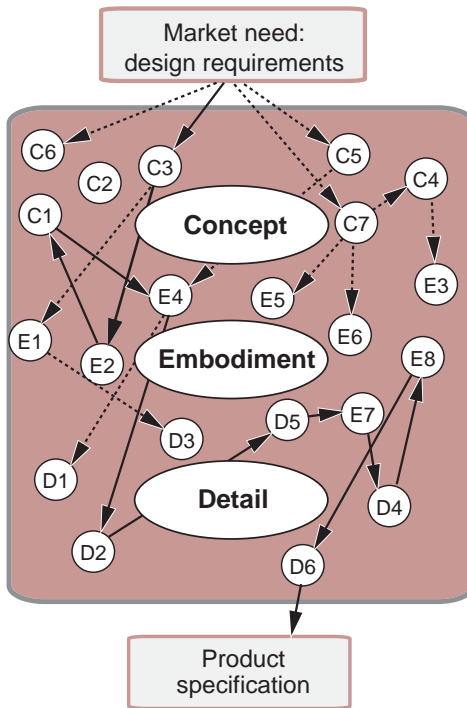 Market need:
design requirements
C6
C2
C3
C5
C4
C1
C7
Concept
E4
E5
E3
E1
E2
E6
E8
Embodiment
D3
D5
E7
D1
D4
Detail
D2
D6
Product
specification